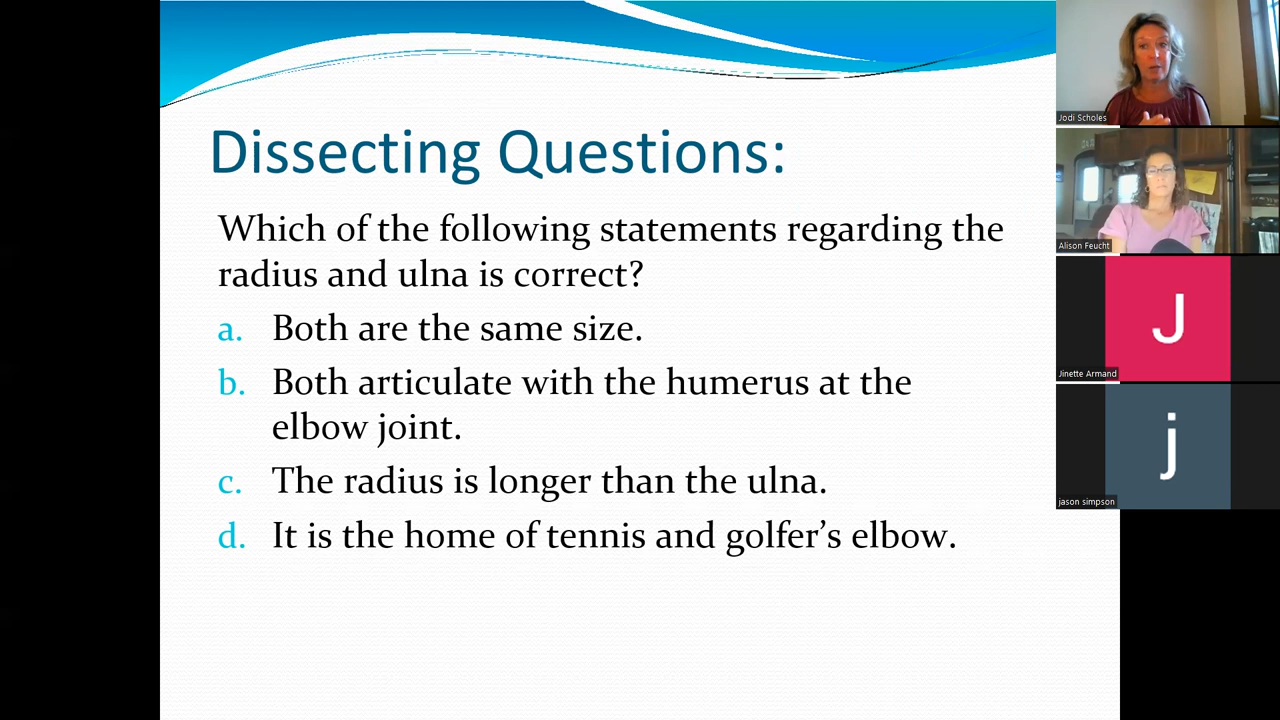 Dissecting Questions:
Which of the following statements regarding the
radius and ulna is correct?
a. Both are the same size.
b. Both articulate with the humerus at the
elbow joint.
c. The radius is longer than the ulna.
d. It is the home of tennis and golfer’s elbow.
Jodi Scholes
Alison Feucht
J
Jinette Armand
j
jason simpson